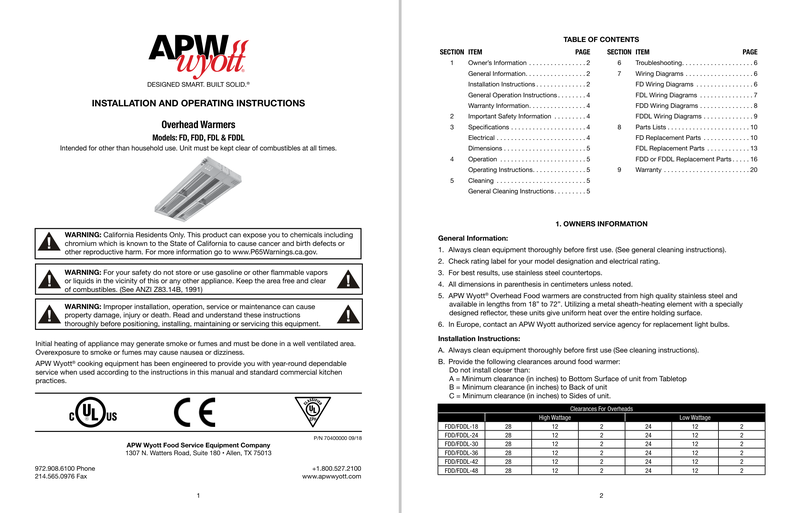 APW
wyott®
DESIGNED SMART. BUILT SOLID.®
INSTALLATION AND OPERATING INSTRUCTIONS
Overhead Warmers
Models: FD, FDD, FDL & FDDL
Intended for other than household use. Unit must be kept clear of combustibles at all times.
WARNING: California Residents Only. This product can expose you to chemicals including
chromium which is known to the State of California to cause cancer and birth defects or
other reproductive harm. For more information go to www.P65Warnings.ca.gov.
WARNING: For your safety do not store or use gasoline or other flammable vapors
or liquids in the vicinity of this or any other appliance. Keep the area free and clear
of combustibles. (See ANZI Z83.14B, 1991)
WARNING: Improper installation, operation, service or maintenance can cause
property damage, injury or death. Read and understand these instructions
thoroughly before positioning, installing, maintaining or servicing this equipment.
Initial heating of appliance may generate smoke or fumes and must be done in a well ventilated area.
Overexposure to smoke or fumes may cause nausea or dizziness.
APW Wyott® cooking equipment has been engineered to provide you with year-round dependable
service when used according to the instructions in this manual and standard commercial kitchen
practices.
C UL US
CE
CLASSIFIED
UL
EPH
P/N 70400000 09/18
APW Wyott Food Service Equipment Company
1307 N. Watters Road, Suite 180 • Allen, TX 75013
972.908.6100 Phone
214.565.0976 Fax
+1.800.527.2100
www.apwwyott.com
1
TABLE OF CONTENTS
SECTION ITEM PAGE
1 Owner's Information . . . . . . . . . . . . . . . . 2
General Information. . . . . . . . . . . . . . . . . 2
Installation Instructions . . . . . . . . . . . . . . 2
General Operation Instructions . . . . . . . . 4
Warranty Information. . . . . . . . . . . . . . . . 4
2 Important Safety Information . . . . . . . . . 4
3 Specifications . . . . . . . . . . . . . . . . . . . . . 4
Electrical . . . . . . . . . . . . . . . . . . . . . . . . . 4
Dimensions . . . . . . . . . . . . . . . . . . . . . . . 5
4 Operation . . . . . . . . . . . . . . . . . . . . . . . . 5
Operating Instructions. . . . . . . . . . . . . . . 5
5 Cleaning . . . . . . . . . . . . . . . . . . . . . . . . . 5
General Cleaning Instructions . . . . . . . . . 5
SECTION ITEM PAGE
6 Troubleshooting. . . . . . . . . . . . . . . . . . . . 6
7 Wiring Diagrams . . . . . . . . . . . . . . . . . . . 6
FD Wiring Diagrams . . . . . . . . . . . . . . . . 6
FDL Wiring Diagrams . . . . . . . . . . . . . . . 7
FDD Wiring Diagrams . . . . . . . . . . . . . . . 8
FDDL Wiring Diagrams . . . . . . . . . . . . . . 9
8 Parts Lists . . . . . . . . . . . . . . . . . . . . . . . 10
FD Replacement Parts . . . . . . . . . . . . . 10
FDL Replacement Parts . . . . . . . . . . . . 13
FDD or FDDL Replacement Parts . . . . . 16
9 Warranty . . . . . . . . . . . . . . . . . . . . . . . . 20
1. OWNERS INFORMATION
General Information:
1. Always clean equipment thoroughly before first use. (See general cleaning instructions).
2. Check rating label for your model designation and electrical rating.
3. For best results, use stainless steel countertops.
4. All dimensions in parenthesis in centimeters unless noted.
5. APW Wyott® Overhead Food warmers are constructed from high quality stainless steel and
available in lengths from 18" to 72". Utilizing a metal sheath-heating element with a specially
designed reflector, these units give uniform heat over the entire holding surface.
6. In Europe, contact an APW Wyott authorized service agency for replacement light bulbs.
Installation Instructions:
A. Always clean equipment thoroughly before first use (See cleaning instructions).
B. Provide the following clearances around food warmer:
Do not install closer than:
A = Minimum clearance (in inches) to Bottom Surface of unit from Tabletop
B = Minimum clearance (in inches) to Back of unit
C = Minimum clearance (in inches) to Sides of unit.
Clearances For Overheads
High Wattage Low Wattage
FDD/FDDL-18 28 12 2 24 12 2
FDD/FDDL-24 28 12 2 24 12 2
FDD/FDDL-30 28 12 2 24 12 2
FDD/FDDL-36 28 12 2 24 12 2
FDD/FDDL-42 28 12 2 24 12 2
FDD/FDDL-48 28 12 2 24 12 2
2